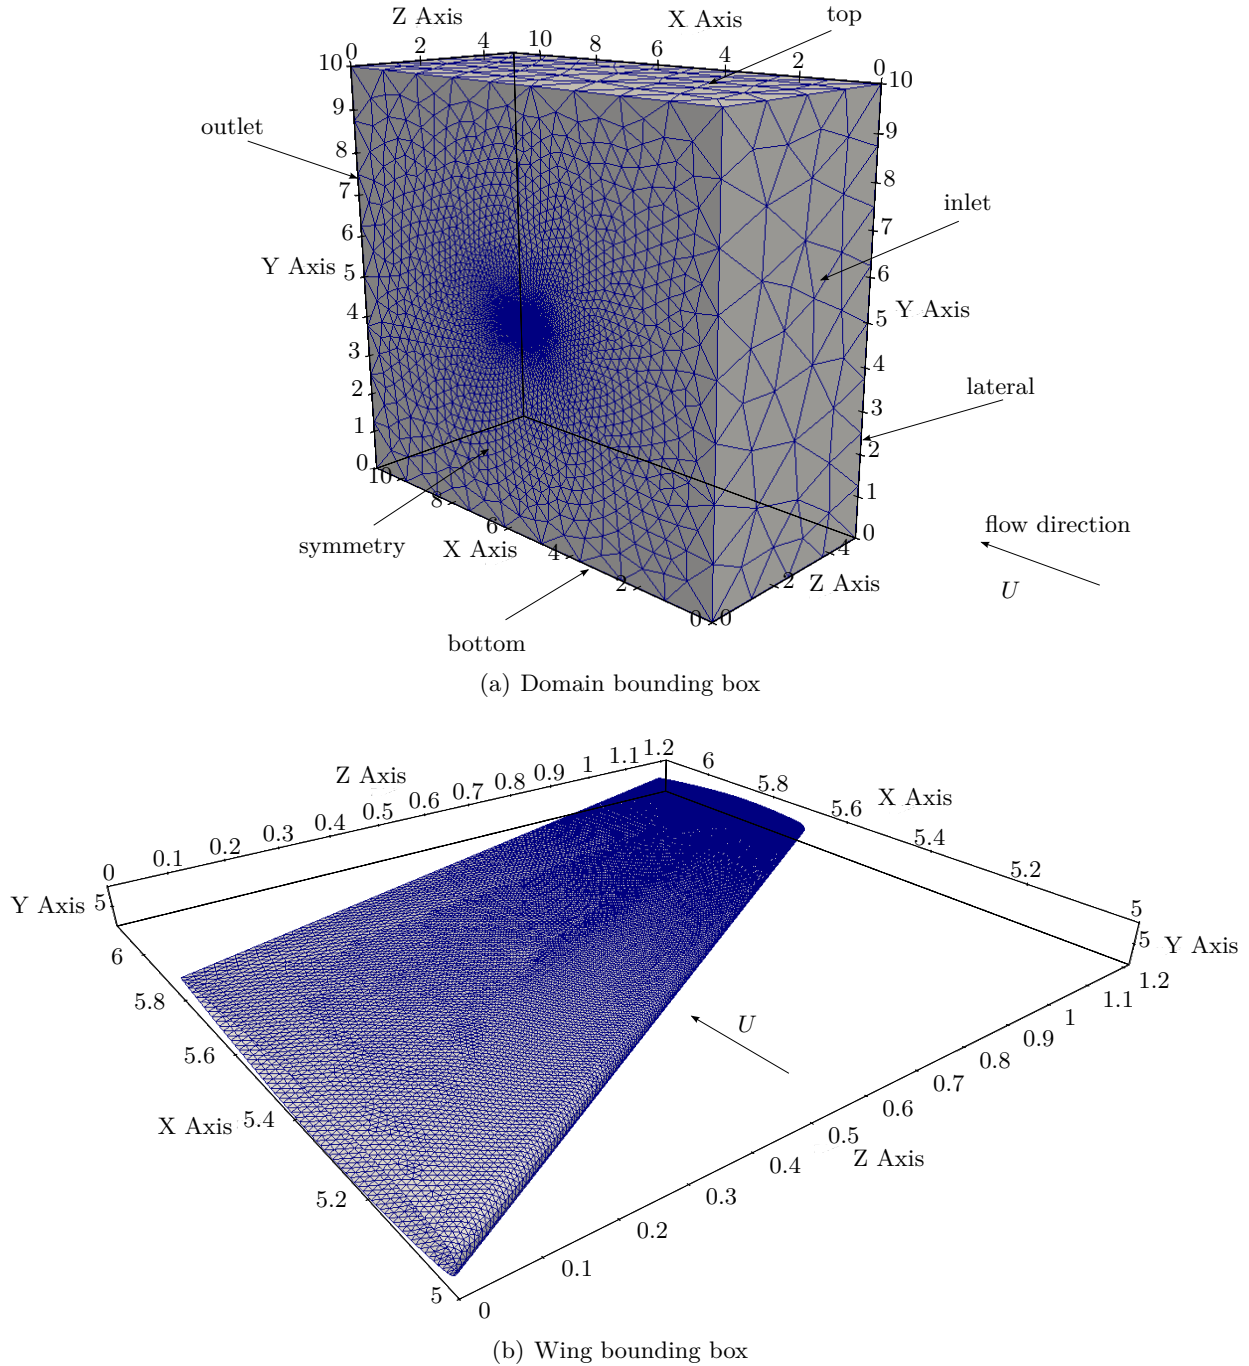 top
Z Axis X Axis
0 2 4 10 8 6 4 2 0
10 10
outlet
9 9
8 8
inlet
7 7
6 6
Y Axis 5 5 Y Axis
4 4
lateral
3 3
2 2
1 1
0 0
10 8 6 4 2 0
0 2 4
symmetry X Axis Z Axis
flow direction
U
bottom
(a) Domain bounding box
Z Axis
0 0.1 0.2 0.3 0.4 0.5 0.6 0.7 0.8 0.9 1 1.1 1.2
6 5.8 5.6 5.4 5.2 5
X Axis
Y Axis 5
5 Y Axis
6 5.8 5.6 5.4 5.2 5
X Axis
U
0 0.1 0.2 0.3 0.4 0.5 0.6 0.7 0.8 0.9 1 1.1 1.2
Z Axis
(b) Wing bounding box